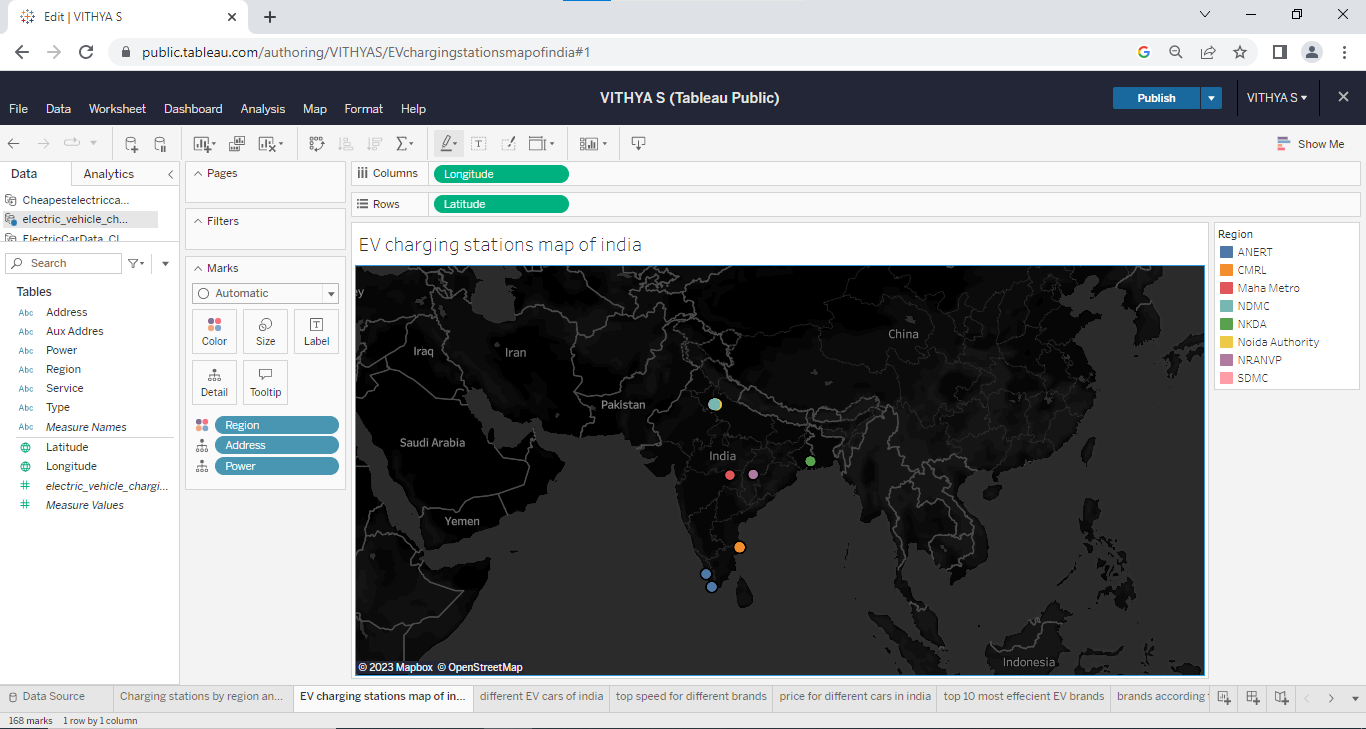 Edit | VITHYA S
public.tableau.com/authoring/VITHYAS/EVchargingstationsmapofindia#1
VITHYA S (Tableau Public)
Publish
VITHYA S
File Data Worksheet Dashboard Analysis Map Format Help
Show Me
Data Analytics
Cheapestelectricca...
electric_vehicle_ch...
ElectricCarData_Cl
Search
Tables
Abc Address
Abc Aux Addres
Abc Power
Abc Region
Abc Service
Abc Type
Abc Measure Names
Latitude
Longitude
electric_vehicle_chargi...
Measure Values
Pages
Filters
Marks
Automatic
Color Size Label
Detail Tooltip
Region
Address
Power
Columns Longitude
Rows Latitude
EV charging stations map of india
China
Iraq
Iran
Pakistan
Saudi Arabia
India
Yemen
Indonesia
© 2023 Mapbox © OpenStreetMap
Region
ANERT
CMRL
Maha Metro
NDMC
NKDA
Noida Authority
NRANVP
SDMC
Data Source Charging stations by region an... EV charging stations map of in... different EV cars of india top speed for different brands price for different cars in india top 10 most effecient EV brands brands according
168 marks 1 row by 1 column